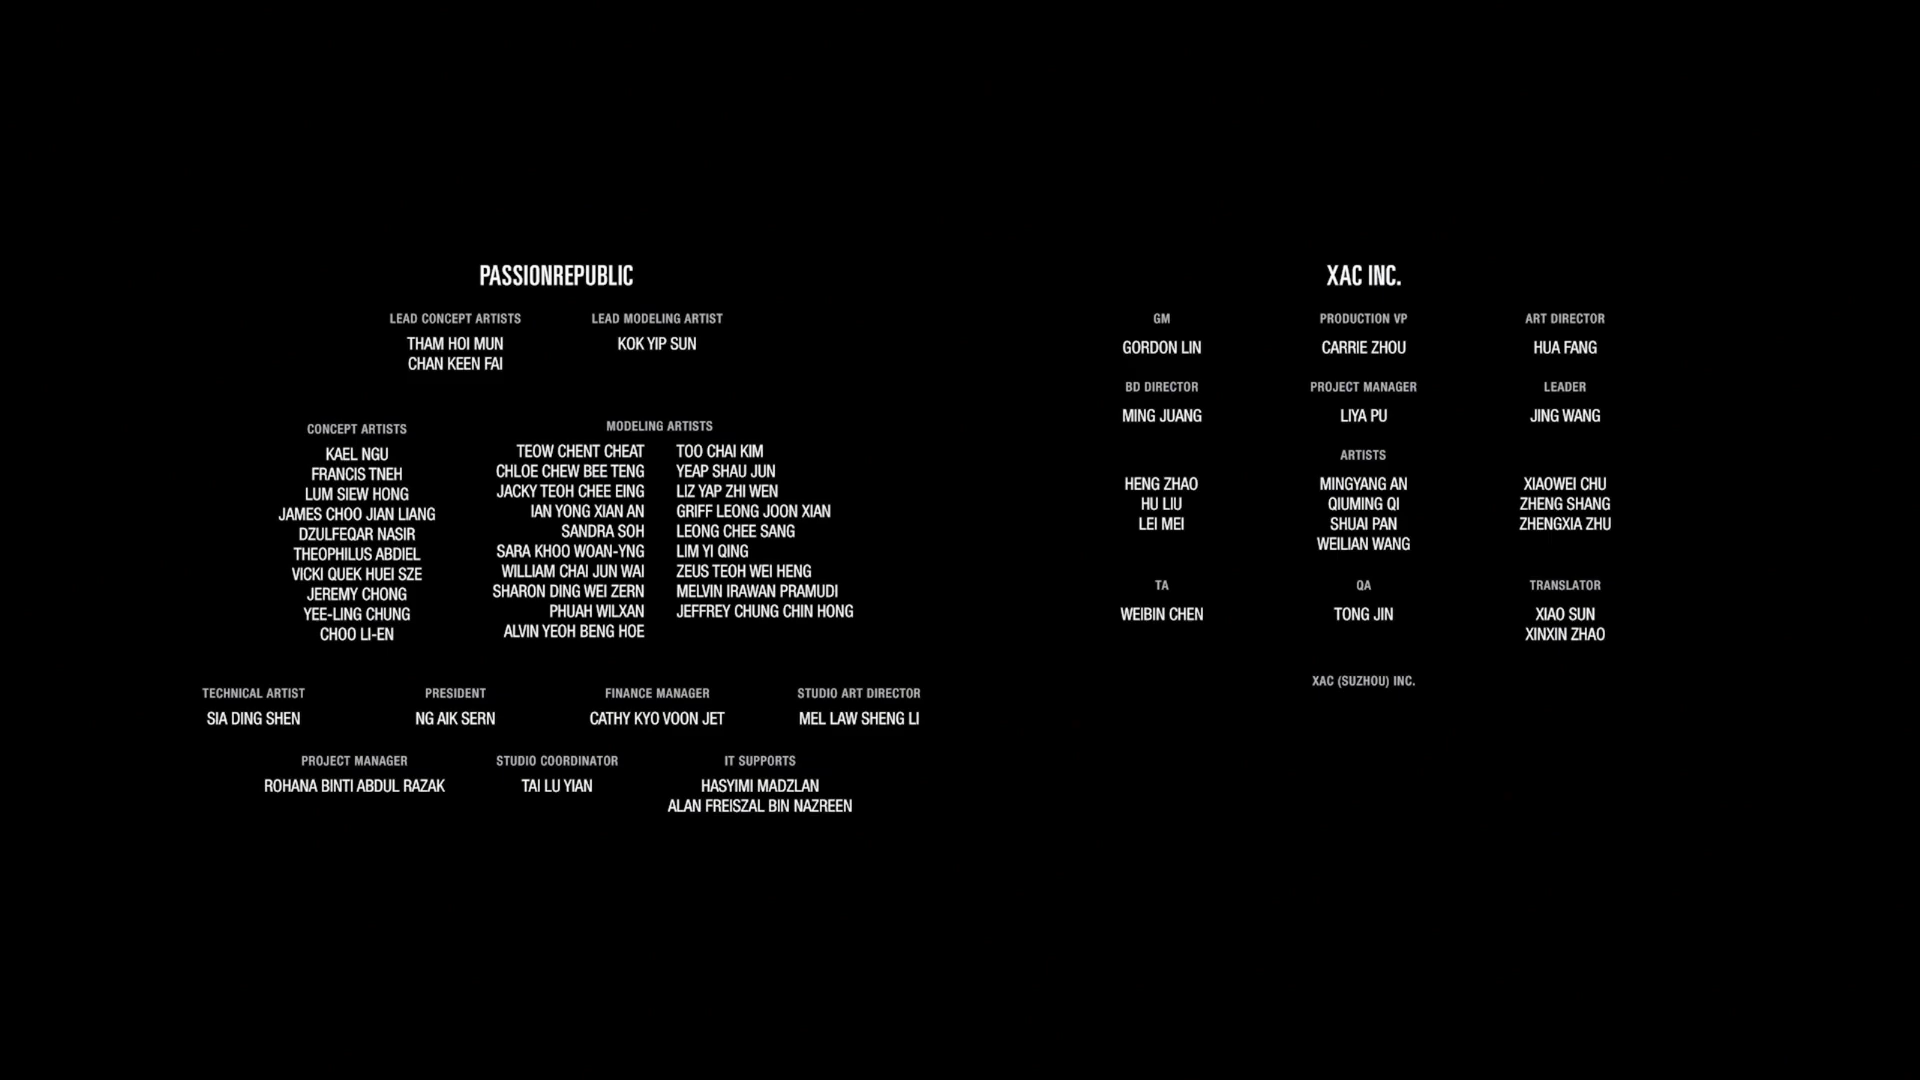 PASSIONREPUBLIC
LEAD CONCEPT ARTISTS
THAM HOI MUN
CHAN KEEN FAI
LEAD MODELING ARTIST
KOK YIP SUN
CONCEPT ARTISTS
KAEL NGU
FRANCIS TNEH
LUM SIEW HONG
JAMES CHOO JIAN LIANG
DZULFEQAR NASIR
THEOPHILUS ABDIEL
VICKI QUEK HUEI SZE
JEREMY CHONG
YEE-LING CHUNG
CHOO LI-EN
MODELING ARTISTS
TEOW CHENT CHEAT
CHLOE CHEW BEE TENG
JACKY TEOH CHEE EING
IAN YONG XIAN AN
SANDRA SOH
SARA KHOO WOAN-YNG
WILLIAM CHAI JUN WAI
SHARON DING WEI ZERN
PHUAH WILXAN
ALVIN YEOH BENG HOE
TOO CHAI KIM
YEAP SHAU JUN
LIZ YAP ZHI WEN
GRIFF LEONG JOON XIAN
LEONG CHEE SANG
LIM YI QING
ZEUS TEOH WEI HENG
MELVIN IRAWAN PRAMUDI
JEFFREY CHUNG CHIN HONG
TECHNICAL ARTIST
SIA DING SHEN
PRESIDENT
NG AIK SERN
FINANCE MANAGER
CATHY KYO VOON JET
STUDIO ART DIRECTOR
MEL LAW SHENG LI
PROJECT MANAGER
ROHANA BINTI ABDUL RAZAK
STUDIO COORDINATOR
TAI LU YIAN
IT SUPPORTS
HASYIMI MADZLAN
ALAN FREISZAL BIN NAZREEN
XAC INC.
GM
GORDON LIN
PRODUCTION VP
CARRIE ZHOU
ART DIRECTOR
HUA FANG
BD DIRECTOR
MING JUANG
PROJECT MANAGER
LIYA PU
LEADER
JING WANG
ARTISTS
HENG ZHAO
HU LIU
LEI MEI
MINGYANG AN
QIUMING QI
SHUAI PAN
WEILIAN WANG
XIAOWEI CHU
ZHENG SHANG
ZHENGXIA ZHU
TA
WEIBIN CHEN
QA
TONG JIN
TRANSLATOR
XIAO SUN
XINXIN ZHAO
XAC (SUZHOU) INC.